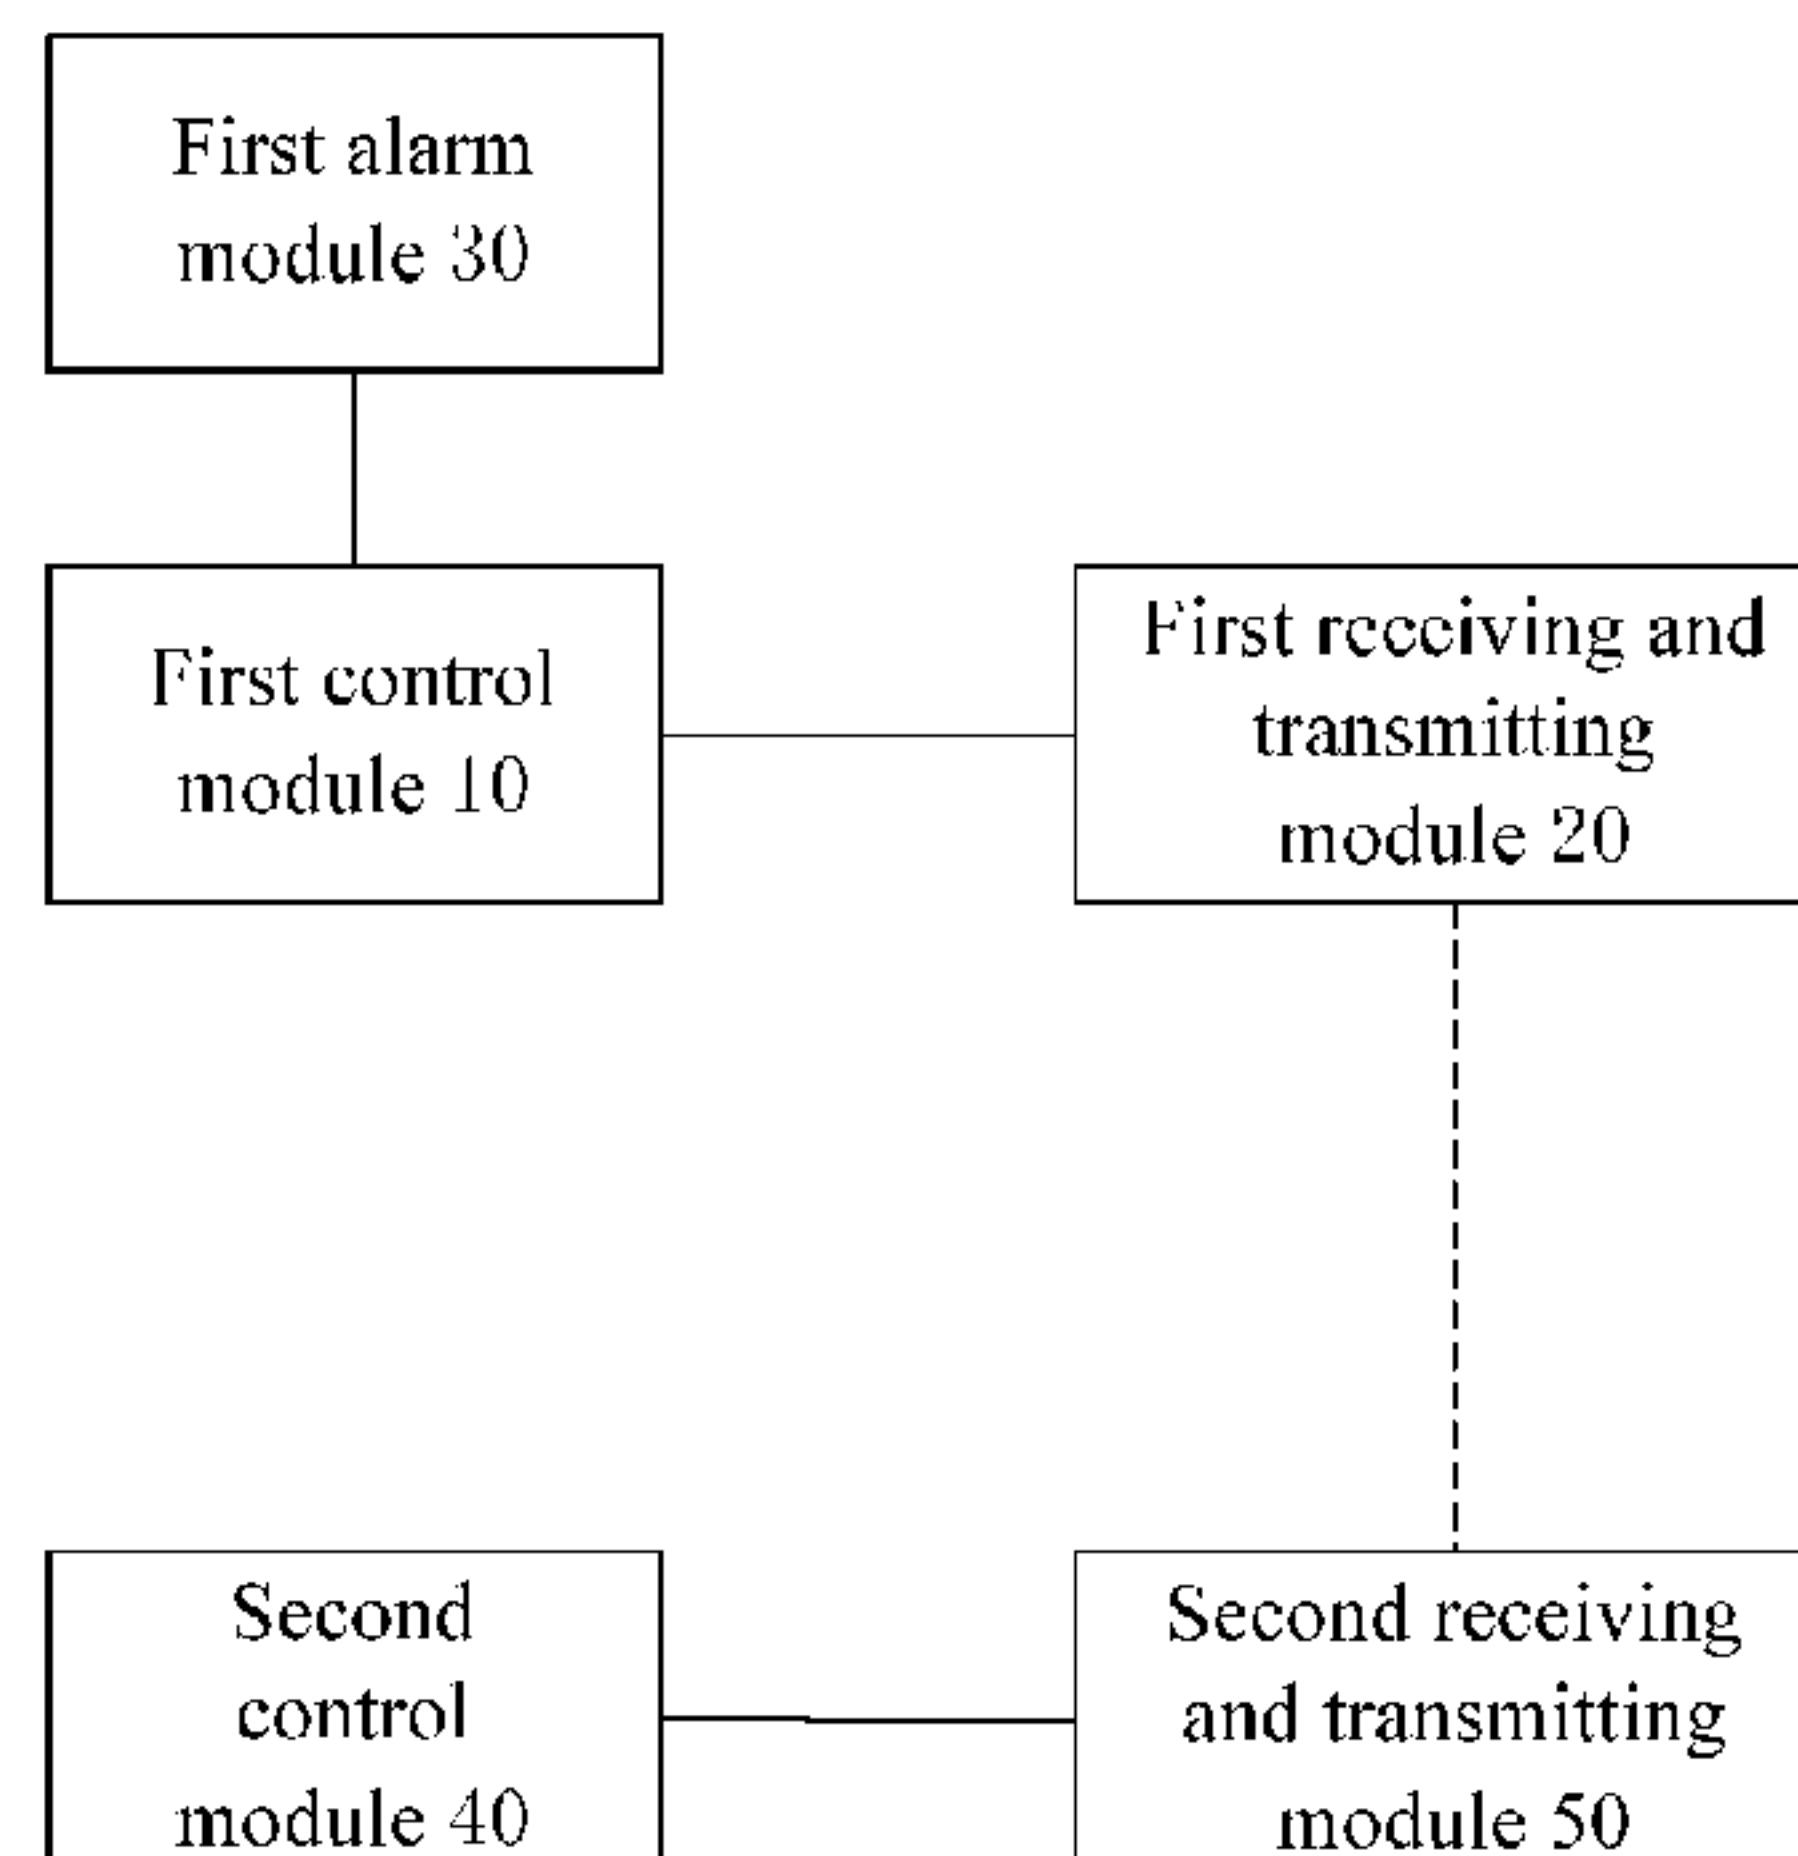 First alarm
module 30
First control
module 10
First receiving and
transmitting
module 20
Second
control
module 40
Second receiving
and transmitting
module 50